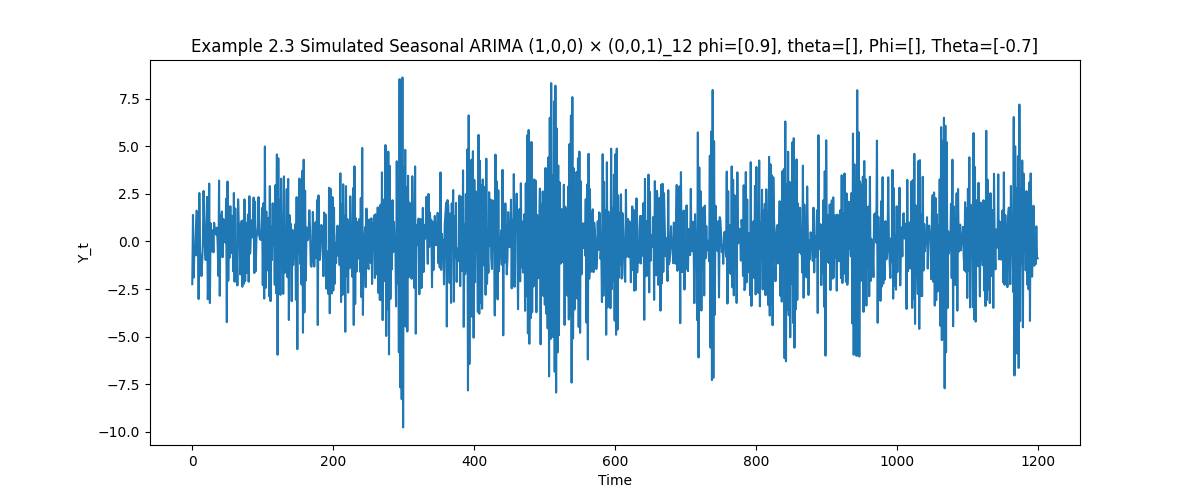 Example 2.3 Simulated Seasonal ARIMA (1,0,0) × (0,0,1)_12 phi=[0.9], theta=[], Phi=[], Theta=[-0.7]
7.5
5.0
2.5
0.0
−2.5
−5.0
−7.5
−10.0
Y_t
0 200 400 600 800 1000 1200
Time